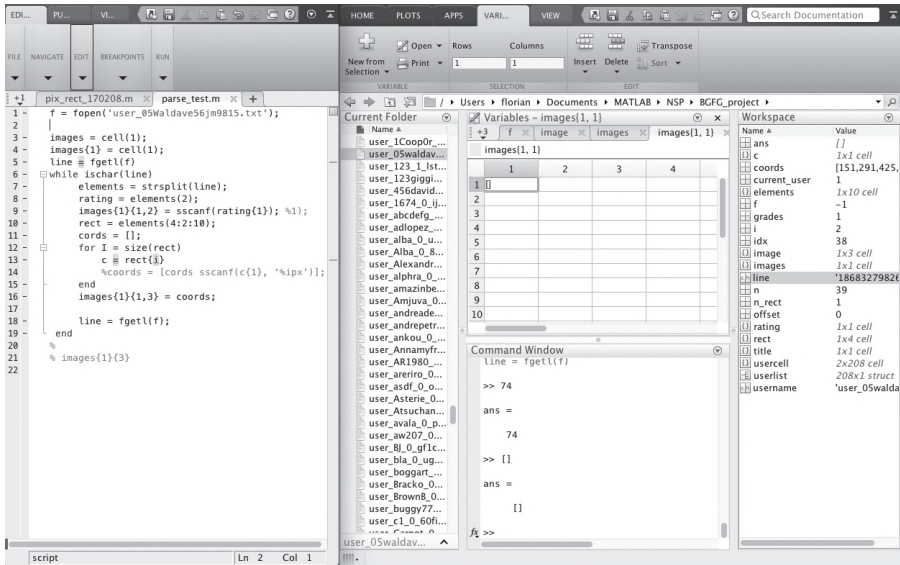 EDI... PU... VI...
FILE NAVIGATE EDIT BREAKPOINTS RUN
+1 pix_rect_170208.m × parse_test.m × +
1 - f = fopen('user_05Waldave56jm9815.txt');
2
3 - images = cell(1);
4 - images{1} = cell(1);
5 - line = fgetl(f)
6 - while ischar(line)
7 - elements = strsplit(line);
8 - rating = elements(2);
9 - images{1}{1,2} = sscanf(rating{1}); %1);
10 - rect = elements(4:2:10);
11 - cords = [];
12 - for I = size(rect)
13 - c = rect{i}
14 %coords = [cords sscanf(c{1}, '%ipx')];
15 - end
16 - images{1}{1,3} = coords;
17
18 - line = fgetl(f);
19 - end
20 %
21 % images{1}{3}
22
script Ln 2 Col 1
HOME PLOTS APPS VARI... VIEW Search Documentation
New from Selection Open Print Rows Columns 1 1 Insert Delete Transpose Sort
VARIABLE SELECTION EDIT
/ Users florian Documents MATLAB NSP BGFG_project
Current Folder
Name
user_1Coop0r_...
user_05waldav...
user_123_1_lst...
user_123giggi...
user_456david...
user_1674_0_ij...
user_abcdefg_...
user_adlopez_...
user_alba_0_u...
user_Alba_0_8...
user_Alexandr...
user_alphra_0_...
user_amazinbe...
user_Amjuva_0...
user_andreade...
user_andrepetr...
user_ankou_0_...
user_Annamyfr...
user_AR1980_...
user_areriro_0...
user_asdf_0_o...
user_Asterie_0...
user_Atsuchan...
user_avala_0_p...
user_aw207_0...
user_BJ_0_gf1c...
user_bla_0_ug...
user_boggart_...
user_Bracko_0...
user_BrownB_0...
user_buggy77...
user_c1_0_60fi...
user_05waldav...
Variables - images{1, 1}
+3 f × image × images × images{1, 1} ×
images{1, 1}
1 2 3 4
1 []
2
3
4
5
6
7
8
9
10
Command Window
line = fgetl(f)
>> 74
ans =
74
>> []
ans =
[]
fx >>
Workspace
Name Value
ans []
c 1x1 cell
coords [151,291,425,
current_user 1
elements 1x10 cell
f -1
grades 1
i 2
idx 38
image 1x3 cell
images 1x1 cell
line '18683279826
n 39
n_rect 1
offset 0
rating 1x1 cell
rect 1x4 cell
title 1x1 cell
usercell 2x208 cell
userlist 208x1 struct
username 'user_05walda